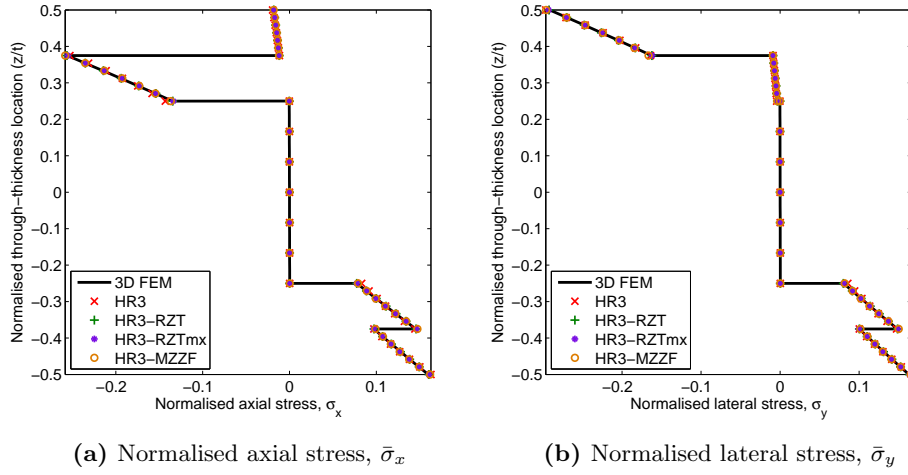 0.5
0.4
0.3
0.2
0.1
0
−0.1
−0.2
−0.3
−0.4
−0.5
Normalised through−thickness location (z/t)
3D FEM
HR3
HR3−RZT
HR3−RZTmx
HR3−MZZF
−0.2 −0.1 0 0.1
Normalised axial stress, σx
(a) Normalised axial stress, σ̄x
0.5
0.4
0.3
0.2
0.1
0
−0.1
−0.2
−0.3
−0.4
−0.5
Normalised through−thickness location (z/t)
3D FEM
HR3
HR3−RZT
HR3−RZTmx
HR3−MZZF
−0.2 −0.1 0 0.1
Normalised lateral stress, σy
(b) Normalised lateral stress, σ̄y